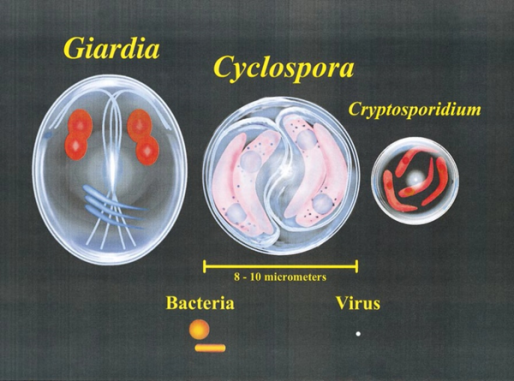 Giardia
Cyclospora
Cryptosporidium
8 - 10 micrometers
Bacteria
Virus